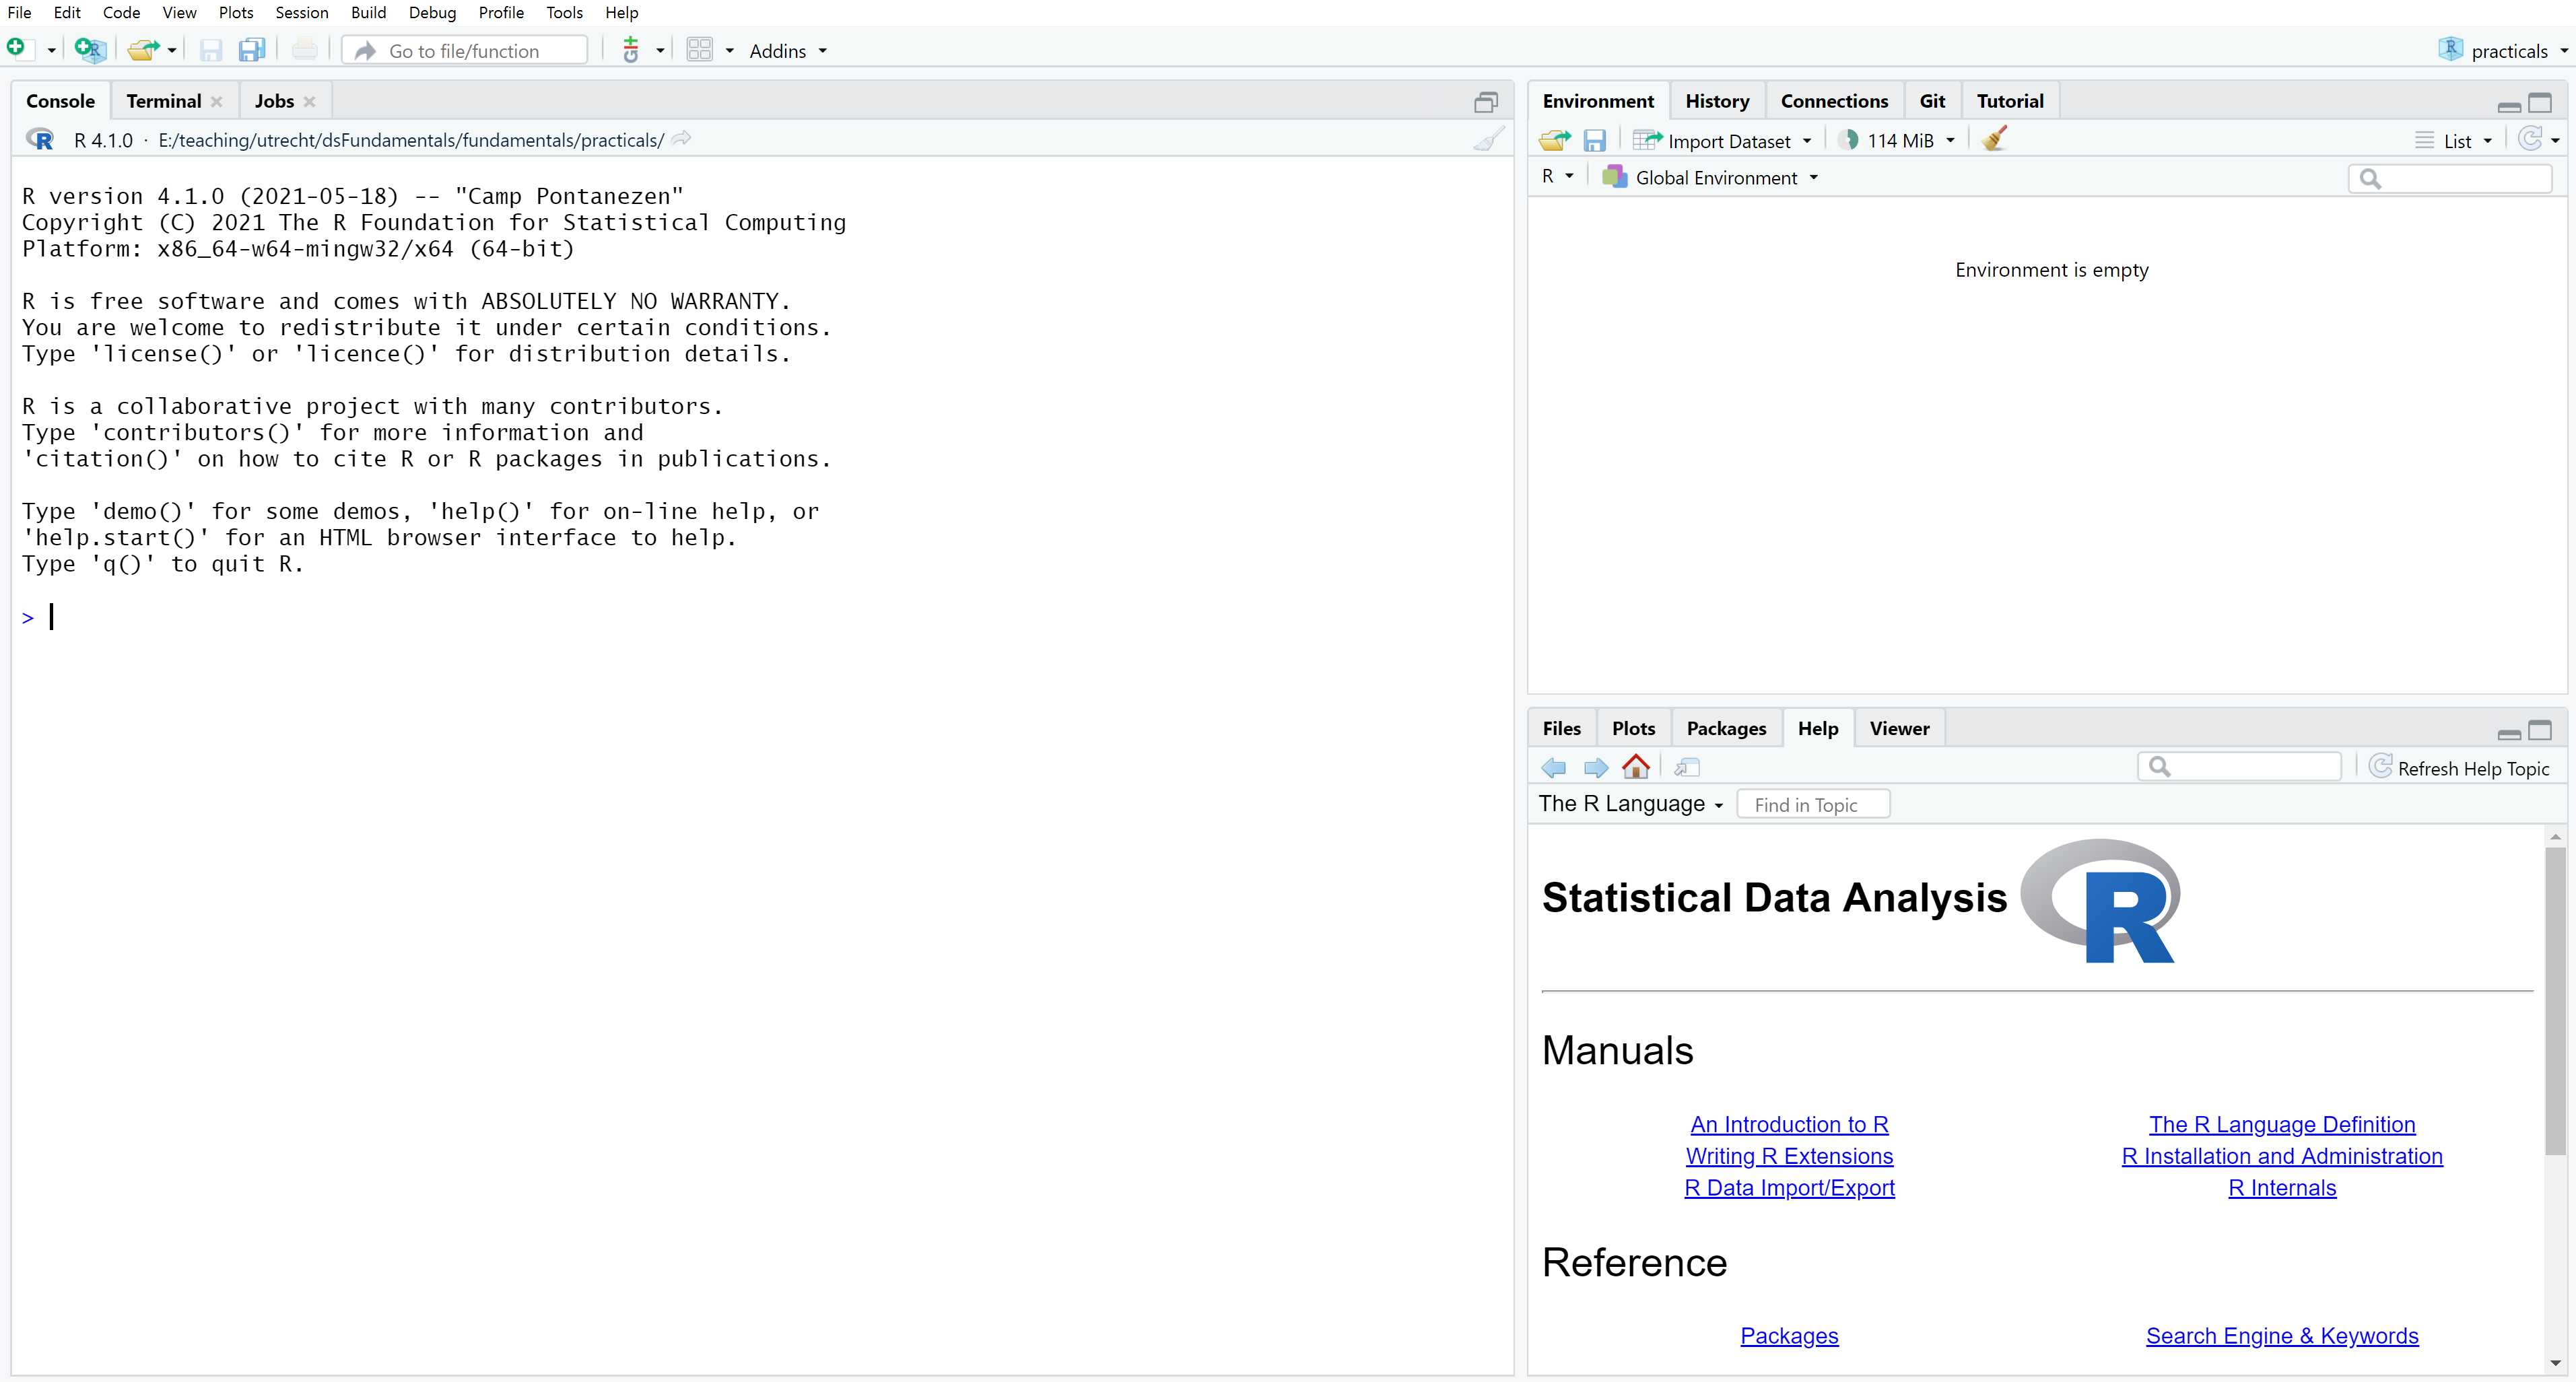 File Edit Code View Plots Session Build Debug Profile Tools Help
Go to file/function Addins practicals
Console Terminal Jobs
R 4.1.0 · E:/teaching/utrecht/dsFundamentals/fundamentals/practicals/
R version 4.1.0 (2021-05-18) -- "Camp Pontanezen"
Copyright (C) 2021 The R Foundation for Statistical Computing
Platform: x86_64-w64-mingw32/x64 (64-bit)
R is free software and comes with ABSOLUTELY NO WARRANTY.
You are welcome to redistribute it under certain conditions.
Type 'license()' or 'licence()' for distribution details.
R is a collaborative project with many contributors.
Type 'contributors()' for more information and
'citation()' on how to cite R or R packages in publications.
Type 'demo()' for some demos, 'help()' for on-line help, or
'help.start()' for an HTML browser interface to help.
Type 'q()' to quit R.
>
Environment History Connections Git Tutorial
Import Dataset 114 MiB List
R Global Environment
Environment is empty
Files Plots Packages Help Viewer
Refresh Help Topic
The R Language Find in Topic
Statistical Data Analysis R
Manuals
An Introduction to R The R Language Definition
Writing R Extensions R Installation and Administration
R Data Import/Export R Internals
Reference
Packages Search Engine & Keywords